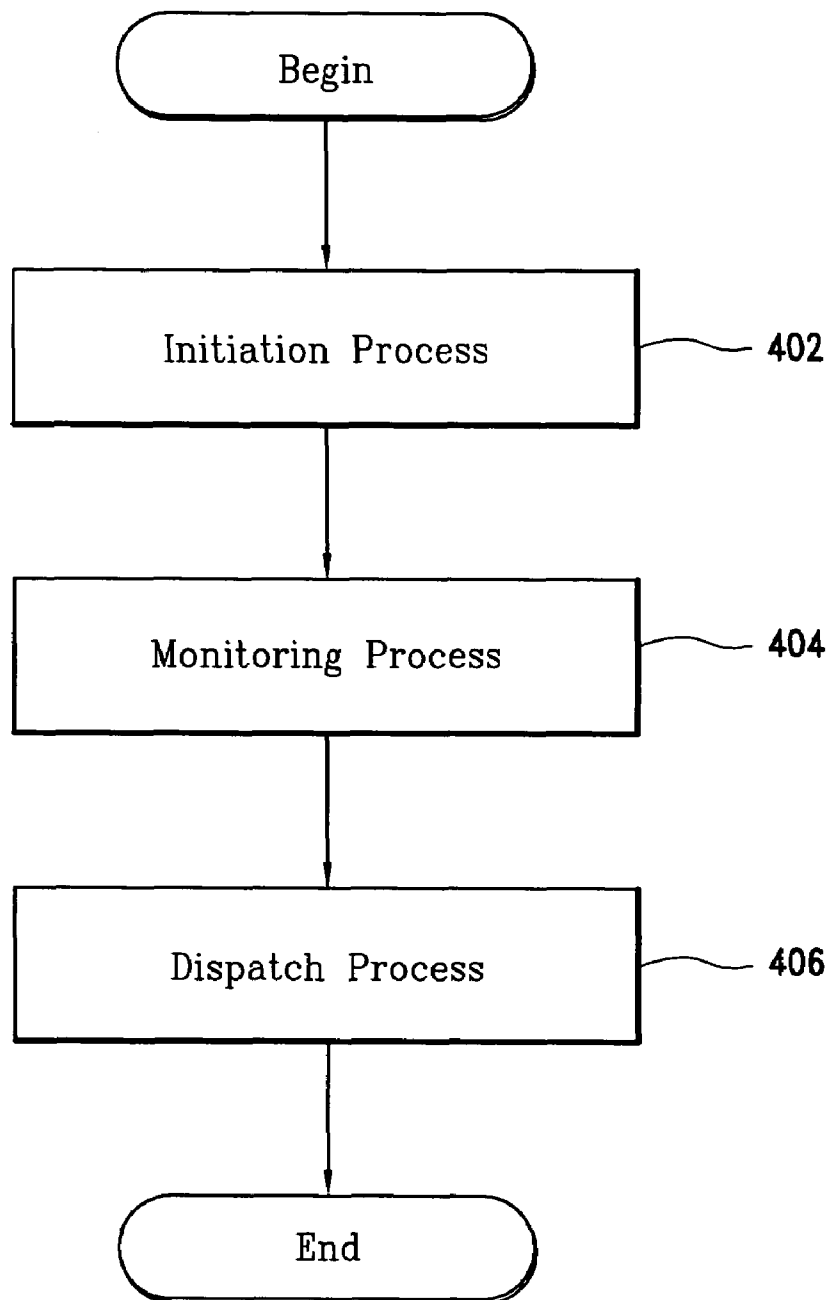 Begin
Initiation Process 402
Monitoring Process 404
Dispatch Process 406
End